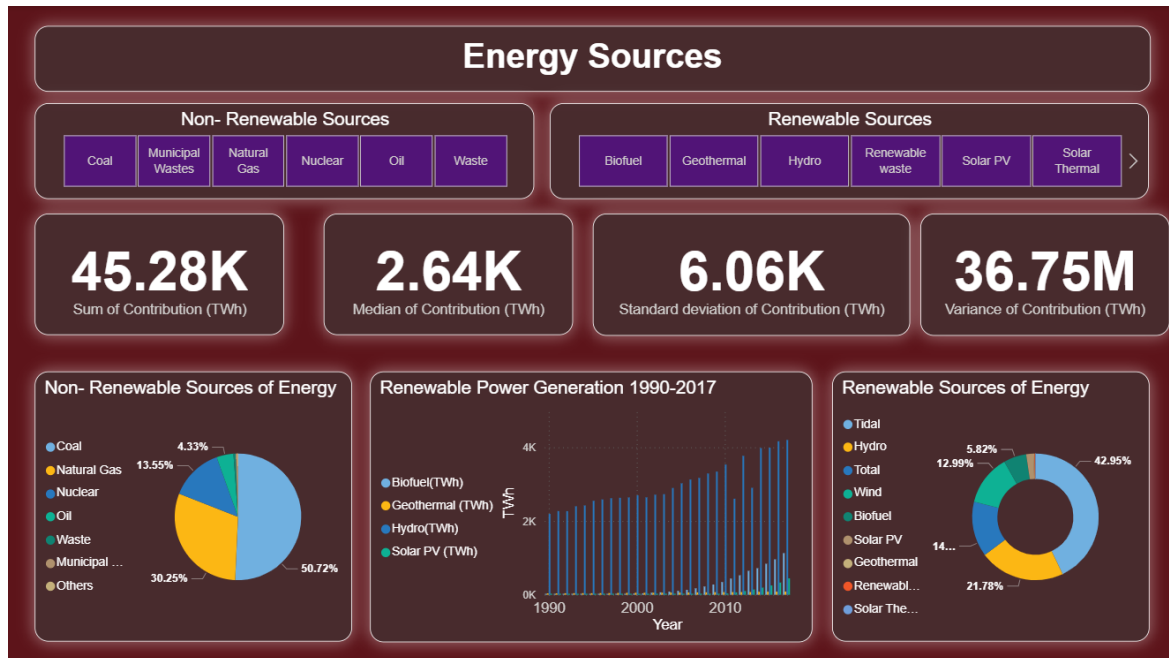 Energy Sources
Non- Renewable Sources
Coal
Municipal
Wastes
Natural
Gas
Nuclear
Oil
Waste
Renewable Sources
Biofuel
Geothermal
Hydro
Renewable
waste
Solar PV
Solar
Thermal
45.28K
Sum of Contribution (TWh)
2.64K
Median of Contribution (TWh)
6.06K
Standard deviation of Contribution (TWh)
36.75M
Variance of Contribution (TWh)
Non- Renewable Sources of Energy
Coal
Natural Gas
Nuclear
Oil
Waste
Municipal ...
Others
4.33%
13.55%
30.25%
50.72%
Renewable Power Generation 1990-2017
Biofuel(TWh)
Geothermal (TWh)
Hydro(TWh)
Solar PV (TWh)
TWh
4K
2K
0K
1990
2000
2010
Year
Renewable Sources of Energy
Tidal
Hydro
Total
Wind
Biofuel
Solar PV
Geothermal
Renewabl...
Solar The...
5.82%
12.99%
14...
21.78%
42.95%